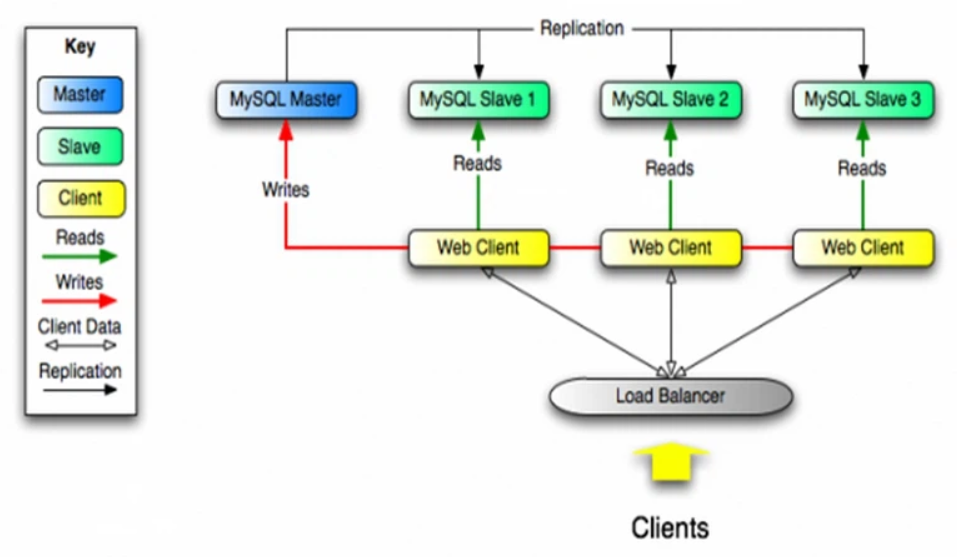 Key
Master
Slave
Client
Reads
Writes
Client Data
Replication
Replication
MySQL Master
MySQL Slave 1
MySQL Slave 2
MySQL Slave 3
Writes
Reads
Reads
Reads
Web Client
Web Client
Web Client
Load Balancer
Clients